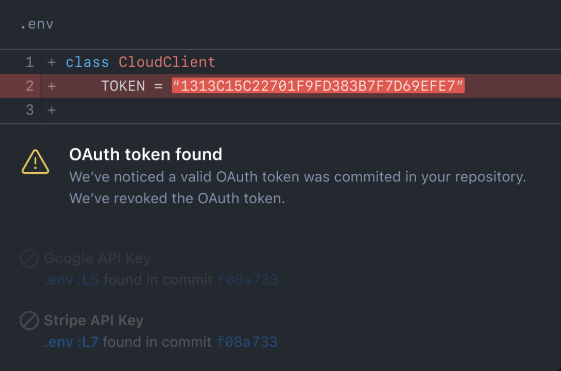 .env
1 + class CloudClient
2 + TOKEN = “1313C15C22701F9FD383B7F7D69EFE7”
3 +
OAuth token found
We’ve noticed a valid OAuth token was commited in your repository.
We’ve revoked the OAuth token.
Google API Key
.env :L5 found in commit f08a733
Stripe API Key
.env :L7 found in commit f08a733